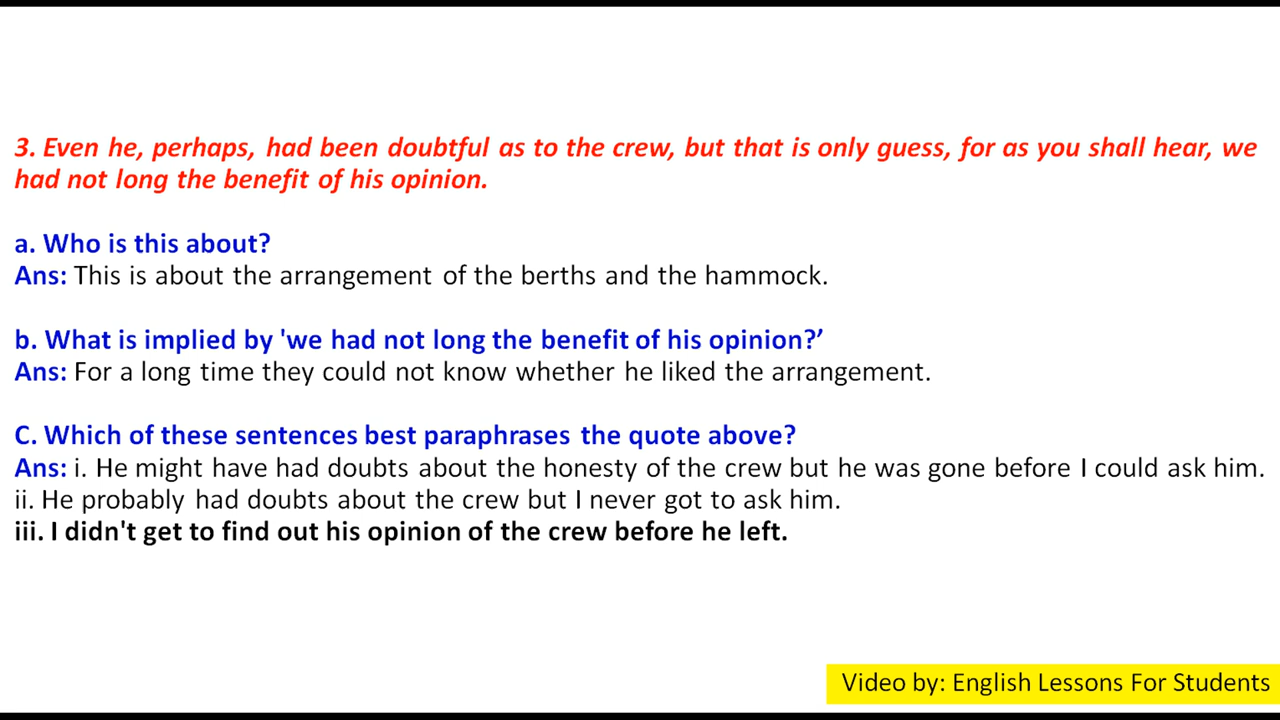 3. Even he, perhaps, had been doubtful as to the crew, but that is only guess, for as you shall hear, we
had not long the benefit of his opinion.
a. Who is this about?
Ans: This is about the arrangement of the berths and the hammock.
b. What is implied by 'we had not long the benefit of his opinion?’
Ans: For a long time they could not know whether he liked the arrangement.
C. Which of these sentences best paraphrases the quote above?
Ans: i. He might have had doubts about the honesty of the crew but he was gone before I could ask him.
ii. He probably had doubts about the crew but I never got to ask him.
iii. I didn't get to find out his opinion of the crew before he left.
Video by: English Lessons For Students